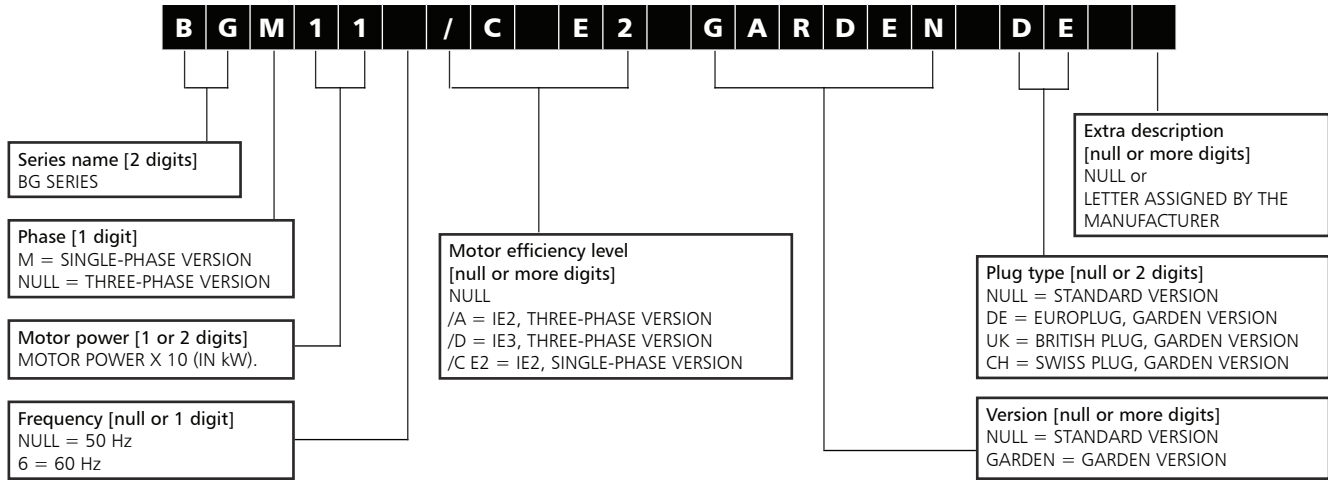 BGM11 /C E2 GARDEN DE
Series name [2 digits]
BG SERIES
Phase [1 digit]
M = SINGLE-PHASE VERSION
NULL = THREE-PHASE VERSION
Motor power [1 or 2 digits]
MOTOR POWER X 10 (IN kW).
Frequency [null or 1 digit]
NULL = 50 Hz
6 = 60 Hz
Motor efficiency level
[null or more digits]
NULL
/A = IE2, THREE-PHASE VERSION
/D = IE3, THREE-PHASE VERSION
/C E2 = IE2, SINGLE-PHASE VERSION
Extra description
[null or more digits]
NULL or
LETTER ASSIGNED BY THE
MANUFACTURER
Plug type [null or 2 digits]
NULL = STANDARD VERSION
DE = EUROPLUG, GARDEN VERSION
UK = BRITISH PLUG, GARDEN VERSION
CH = SWISS PLUG, GARDEN VERSION
Version [null or more digits]
NULL = STANDARD VERSION
GARDEN = GARDEN VERSION